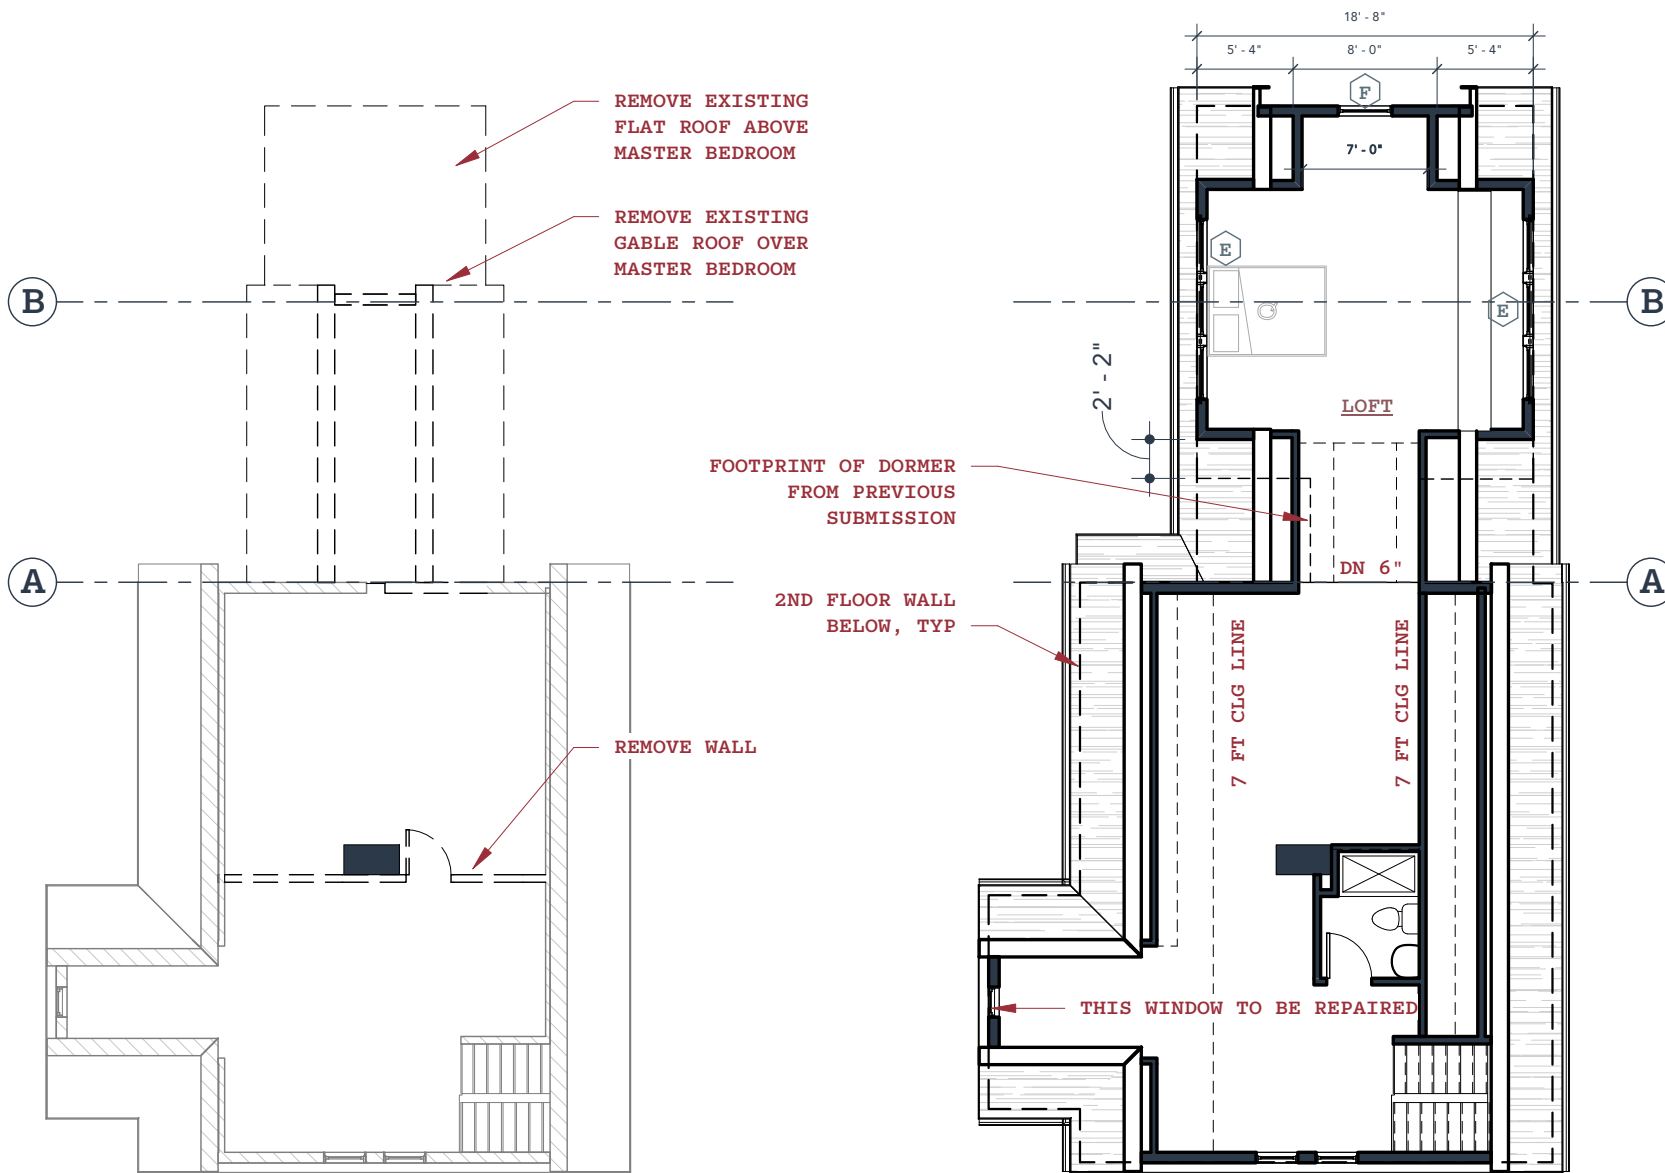 18' - 8"
5' - 4"
8' - 0"
5' - 4"
REMOVE EXISTING
FLAT ROOF ABOVE
MASTER BEDROOM
F
7' - 0"
REMOVE EXISTING
GABLE ROOF OVER
MASTER BEDROOM
E
B
E
B
2' - 2"
LOFT
FOOTPRINT OF DORMER
FROM PREVIOUS
SUBMISSION
A
DN 6"
A
2ND FLOOR WALL
BELOW, TYP
7 FT CLG LINE
7 FT CLG LINE
REMOVE WALL
THIS WINDOW TO BE REPAIRED